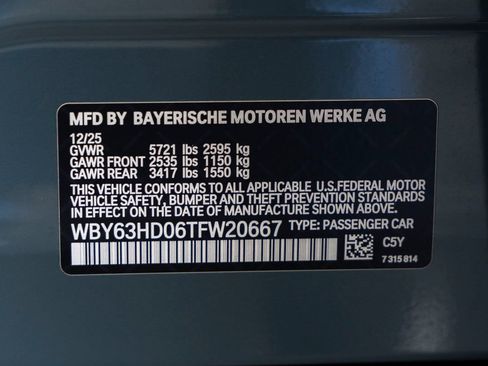 MFD BY BAYERISCHE MOTOREN WERKE AG
12/25
GVWR 5721 lbs 2595 kg
GAWR FRONT 2535 lbs 1150 kg
GAWR REAR 3417 lbs 1550 kg
THIS VEHICLE CONFORMS TO ALL APPLICABLE U.S.FEDERAL MOTOR
VEHICLE SAFETY, BUMPER AND THEFT PREVENTION STANDARDS
IN EFFECT ON THE DATE OF MANUFACTURE SHOWN ABOVE.
WBY63HD06TFW20667 TYPE: PASSENGER CAR
C5Y
7 315 814